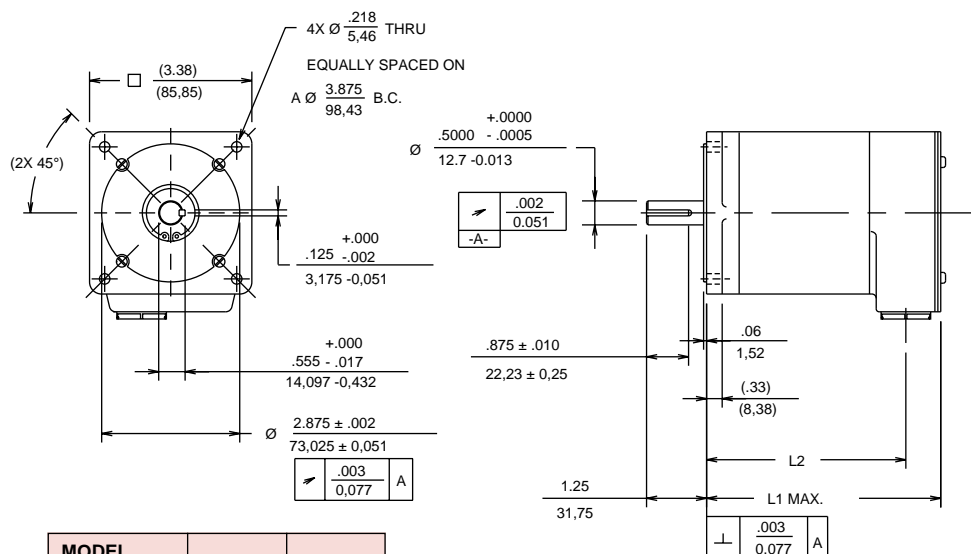 4X Ø .218 THRU
5,46
EQUALLY SPACED ON
A Ø 3.875 B.C.
98,43
(3.38)
(85,85)
(2X 45°)
+.000
.125 -.002
3,175 -0,051
+.000
.555 - .017
14,097 -0,432
Ø 2.875 ± .002
73,025 ± 0,051
.003 A
0,077
+.0000
.5000 - .0005
Ø
12.7 -0.013
.002
0.051
-A-
.875 ± .010
22,23 ± 0,25
.06
1,52
(.33)
(8,38)
L2
1.25
31,75
L1 MAX.
.003
⊥ A
0.077
MODEL